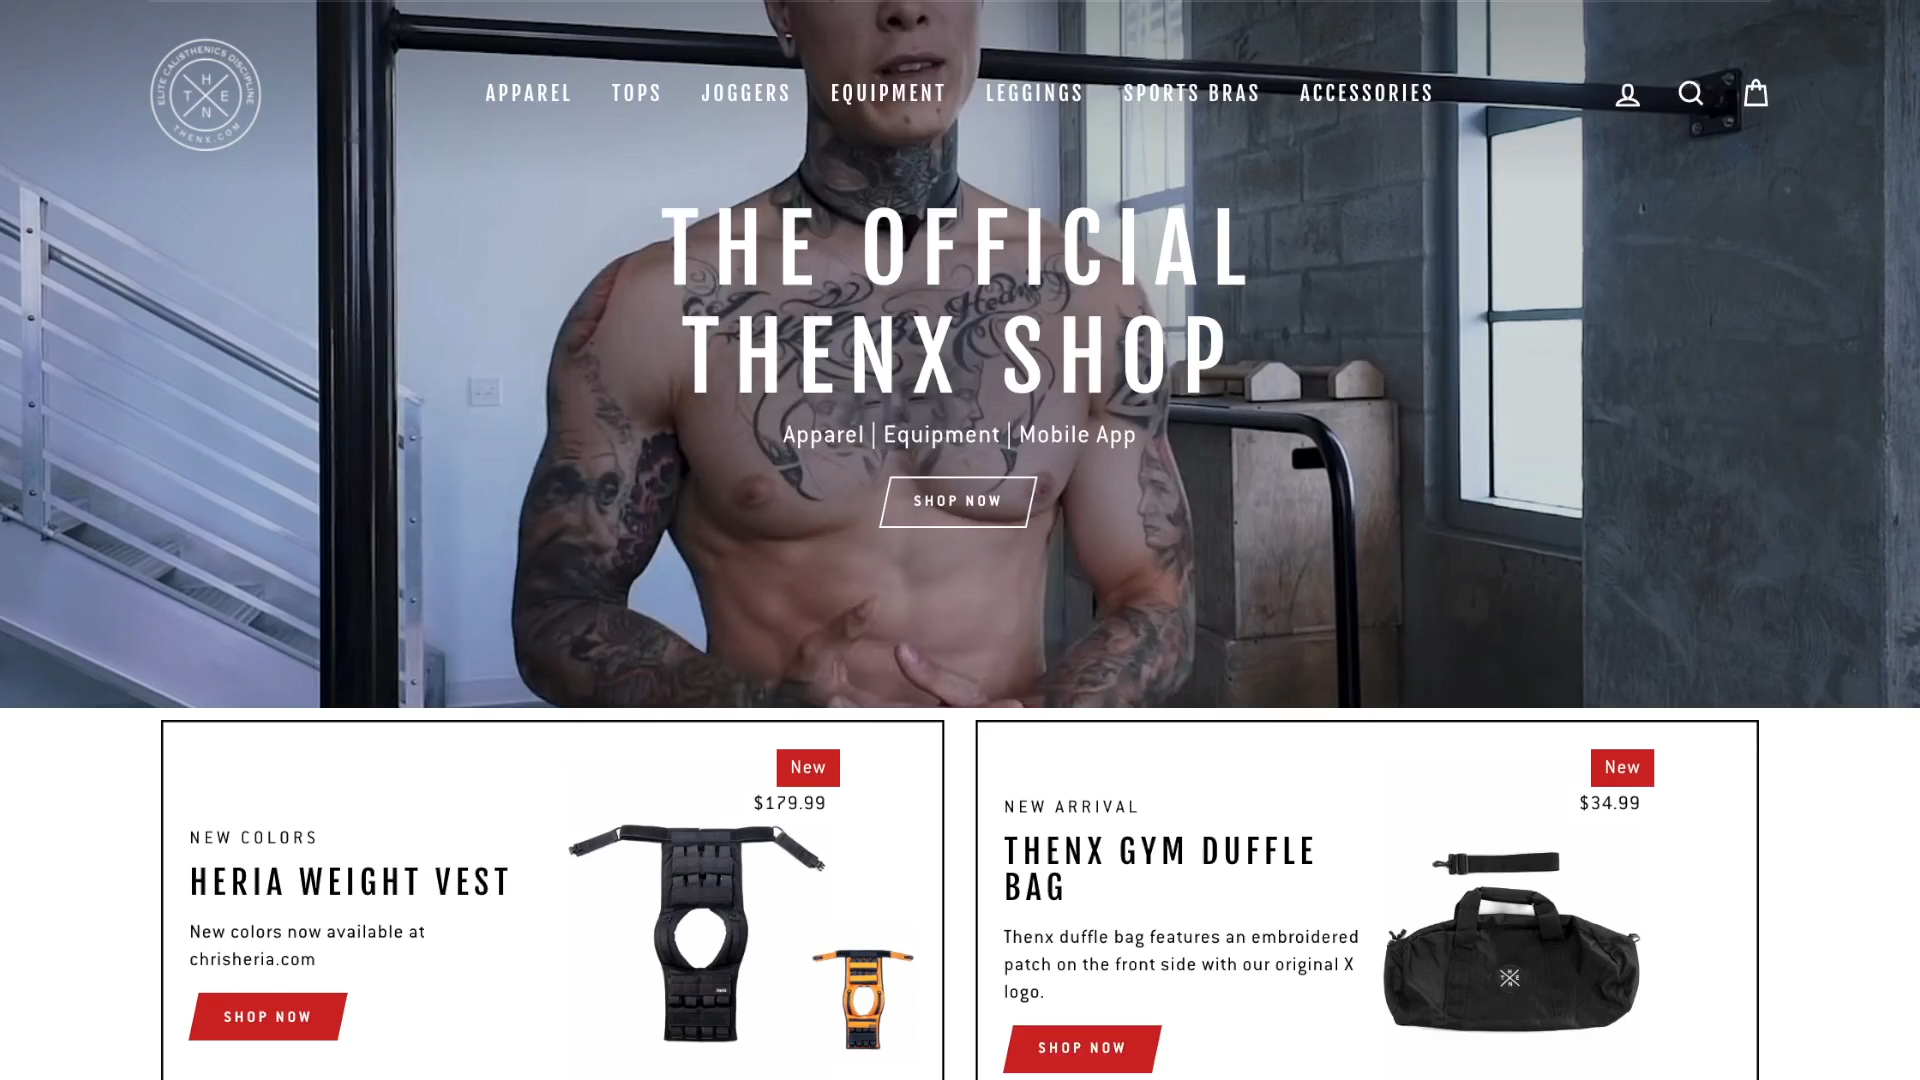 ELITE CALISTHENICS DISCIPLINE
H
T E
N
THENX.COM
APPAREL TOPS JOGGERS EQUIPMENT LEGGINGS SPORTS BRAS ACCESSORIES
THE OFFICIAL
THENX SHOP
Apparel | Equipment | Mobile App
SHOP NOW
New
$179.99
NEW COLORS
HERIA WEIGHT VEST
New colors now available at
chrisheria.com
SHOP NOW
New
$34.99
NEW ARRIVAL
THENX GYM DUFFLE
BAG
Thenx duffle bag features an embroidered
patch on the front side with our original X
logo.
SHOP NOW